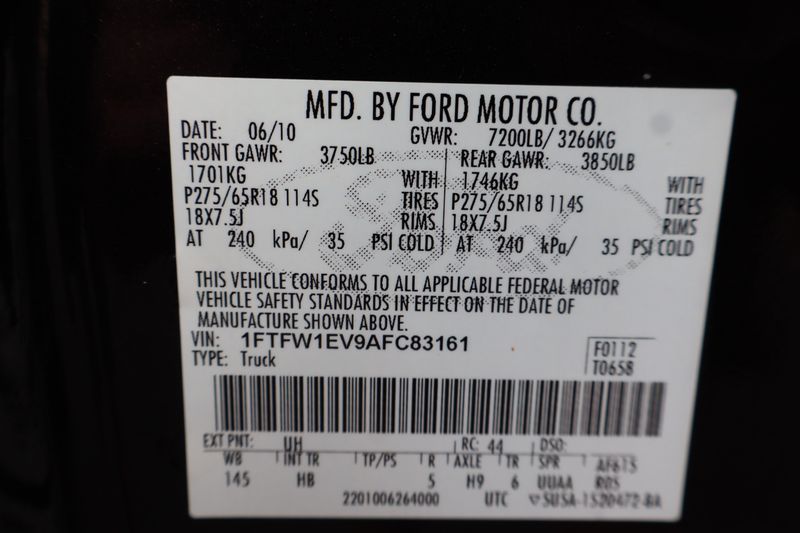 MFD. BY FORD MOTOR CO.
DATE: 06/10 GVWR: 7200LB/ 3266KG
FRONT GAWR: 3750LB REAR GAWR: 3850LB
1701KG WITH 1746KG WITH
P275/65R18 114S TIRES P275/65R18 114S TIRES
18X7.5J RIMS 18X7.5J RIMS
AT 240 kPa/ 35 PSI COLD AT 240 kPa/ 35 PSI COLD
THIS VEHICLE CONFORMS TO ALL APPLICABLE FEDERAL MOTOR
VEHICLE SAFETY STANDARDS IN EFFECT ON THE DATE OF
MANUFACTURE SHOWN ABOVE.
VIN: 1FTFW1EV9AFC83161
TYPE: Truck
F0112
T0658
EXT PNT: UH RC: 44 DSO:
WB INT TR TP/PS R AXLE TR SPR AF615
145 HB 5 H9 6 UUAA R05
2201006264000 UTC 5U5A-1520472-BA